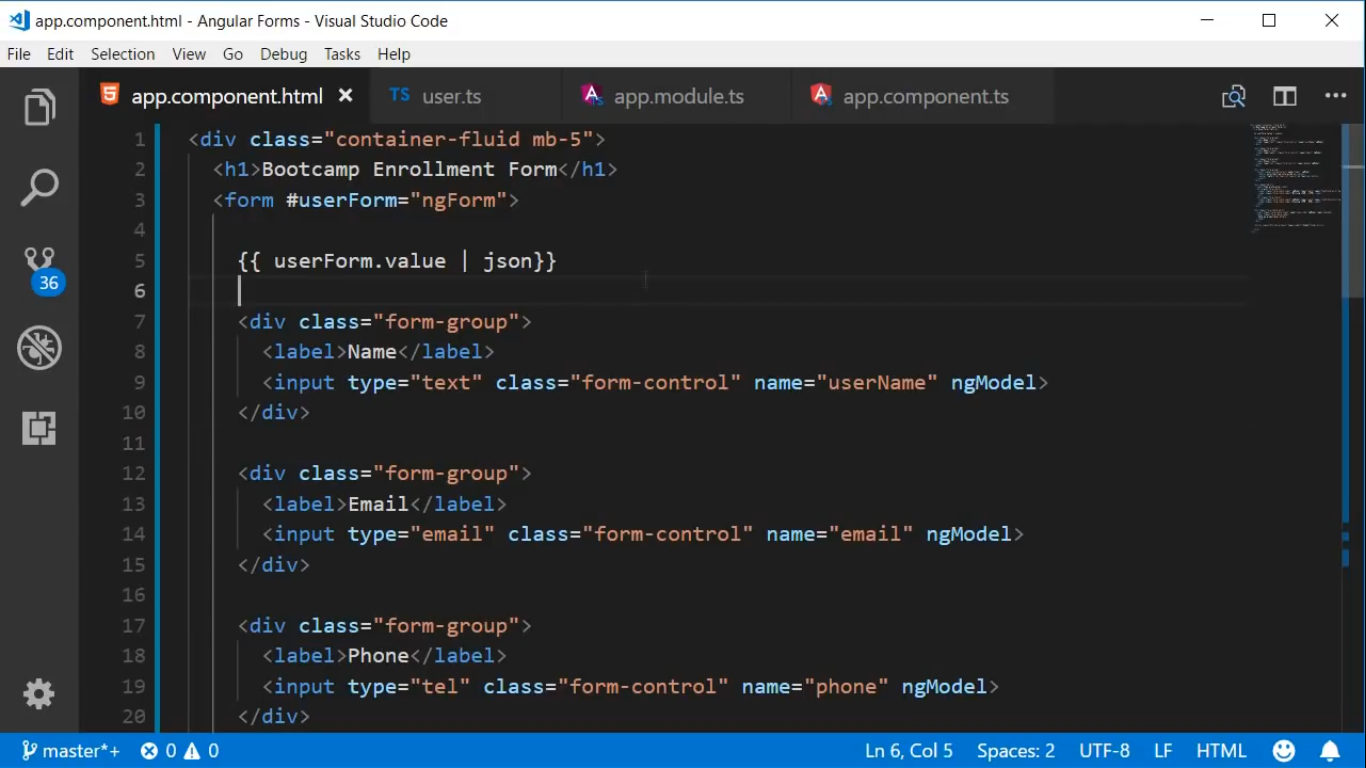 app.component.html - Angular Forms - Visual Studio Code
File Edit Selection View Go Debug Tasks Help
app.component.html TS user.ts app.module.ts app.component.ts
1 <div class="container-fluid mb-5">
2 <h1>Bootcamp Enrollment Form</h1>
3 <form #userForm="ngForm">
4
5 {{ userForm.value | json}}
6
7 <div class="form-group">
8 <label>Name</label>
9 <input type="text" class="form-control" name="userName" ngModel>
10 </div>
11
12 <div class="form-group">
13 <label>Email</label>
14 <input type="email" class="form-control" name="email" ngModel>
15 </div>
16
17 <div class="form-group">
18 <label>Phone</label>
19 <input type="tel" class="form-control" name="phone" ngModel>
20 </div>
36
master*+ 0 0 Ln 6, Col 5 Spaces: 2 UTF-8 LF HTML